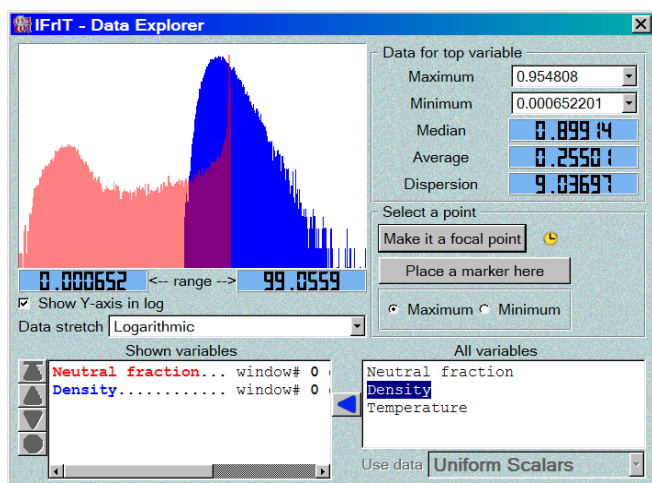 IFrIT - Data Explorer
Data for top variable
Maximum 0.954808
Minimum 0.000652201
Median 0.89914
Average 0.25501
Dispersion 9.03697
Select a point
Make it a focal point
Place a marker here
Maximum Minimum
0.000652 <-- range --> 99.0559
Show Y-axis in log
Data stretch Logarithmic
Shown variables
Neutral fraction... window# 0
Density............ window# 0
All variables
Neutral fraction
Density
Temperature
Use data Uniform Scalars